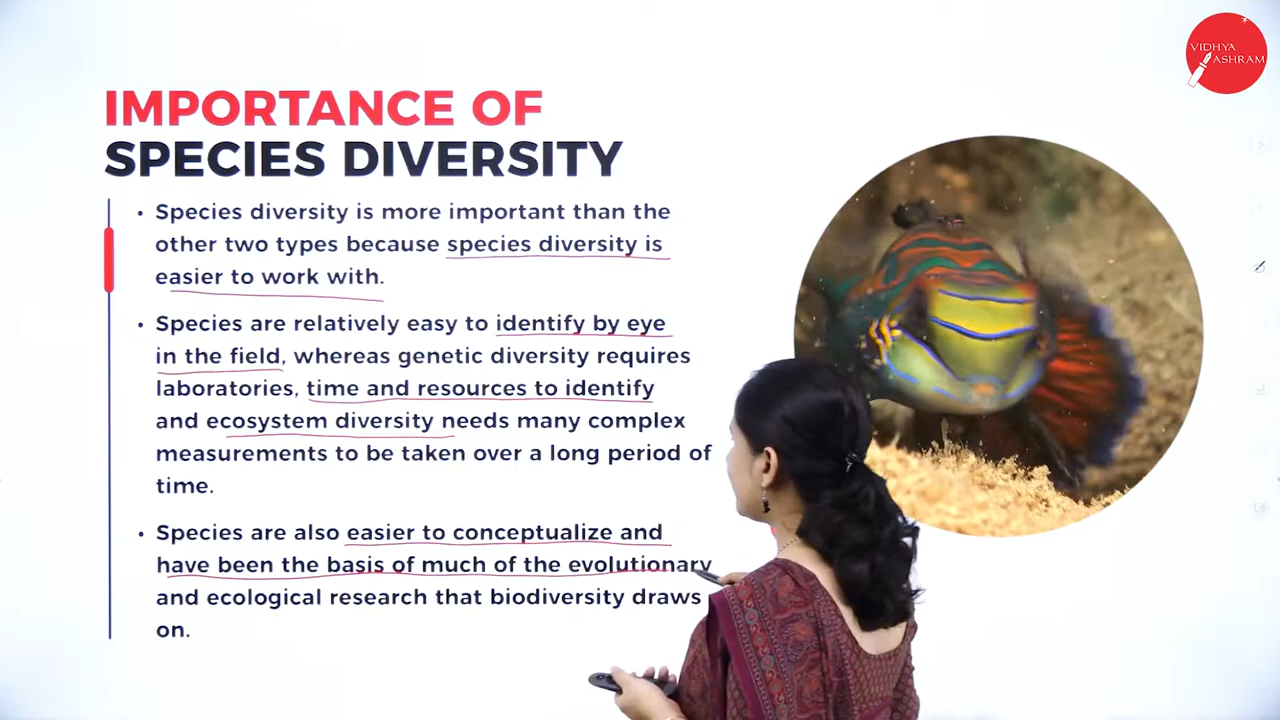 VIDHYA
ASHRAM
IMPORTANCE OF
SPECIES DIVERSITY
• Species diversity is more important than the
other two types because species diversity is
easier to work with.
• Species are relatively easy to identify by eye
in the field, whereas genetic diversity requires
laboratories, time and resources to identify
and ecosystem diversity needs many complex
measurements to be taken over a long period of
time.
• Species are also easier to conceptualize and
have been the basis of much of the evolutionary
and ecological research that biodiversity draws
on.